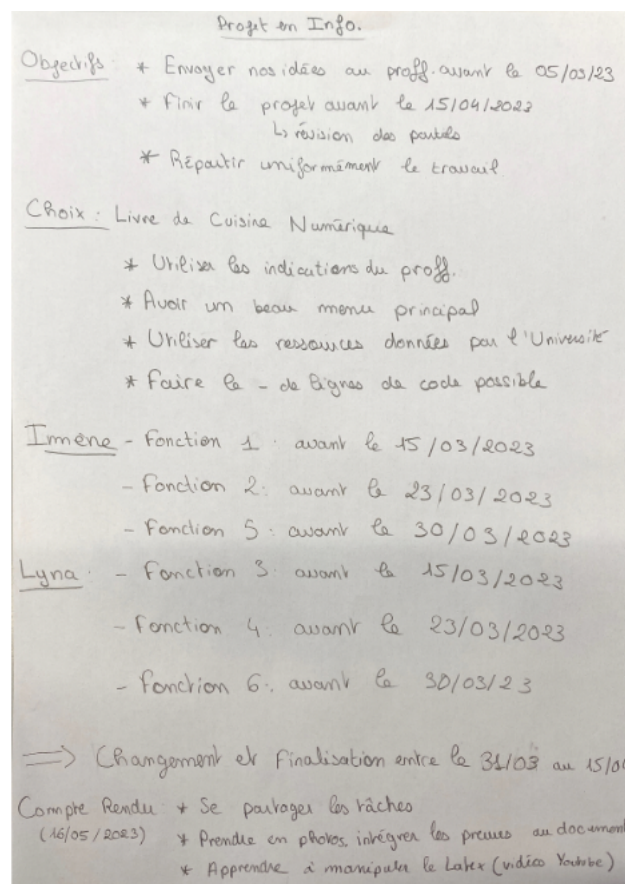 Projet en Info.
Objectifs : * Envoyer nos idées au proff. avant le 05/03/23
* Finir le projet avant le 15/04/2023
↳ révision des partiels
* Répartir uniformément le travail
Choix : Livre de Cuisine Numérique
* Utiliser les indications du proff.
* Avoir un beau menu principal
* Utiliser les ressources données par l'Université
* Faire le - de lignes de code possible
Imène - Fonction 1 : avant le 15/03/2023
- Fonction 2 : avant le 23/03/2023
- Fonction 5 : avant le 30/03/2023
Lyna : - Fonction 3 : avant le 15/03/2023
- Fonction 4 : avant le 23/03/2023
- Fonction 6 : avant le 30/03/23
⇒ Changement et Finalisation entre le 31/03 au 15/0
Compte Rendu * Se partager les tâches
(16/05/2023) * Prendre en photos, intégrer les preuves au document
* Apprendre à manipuler le Latex (vidéo Youtube)